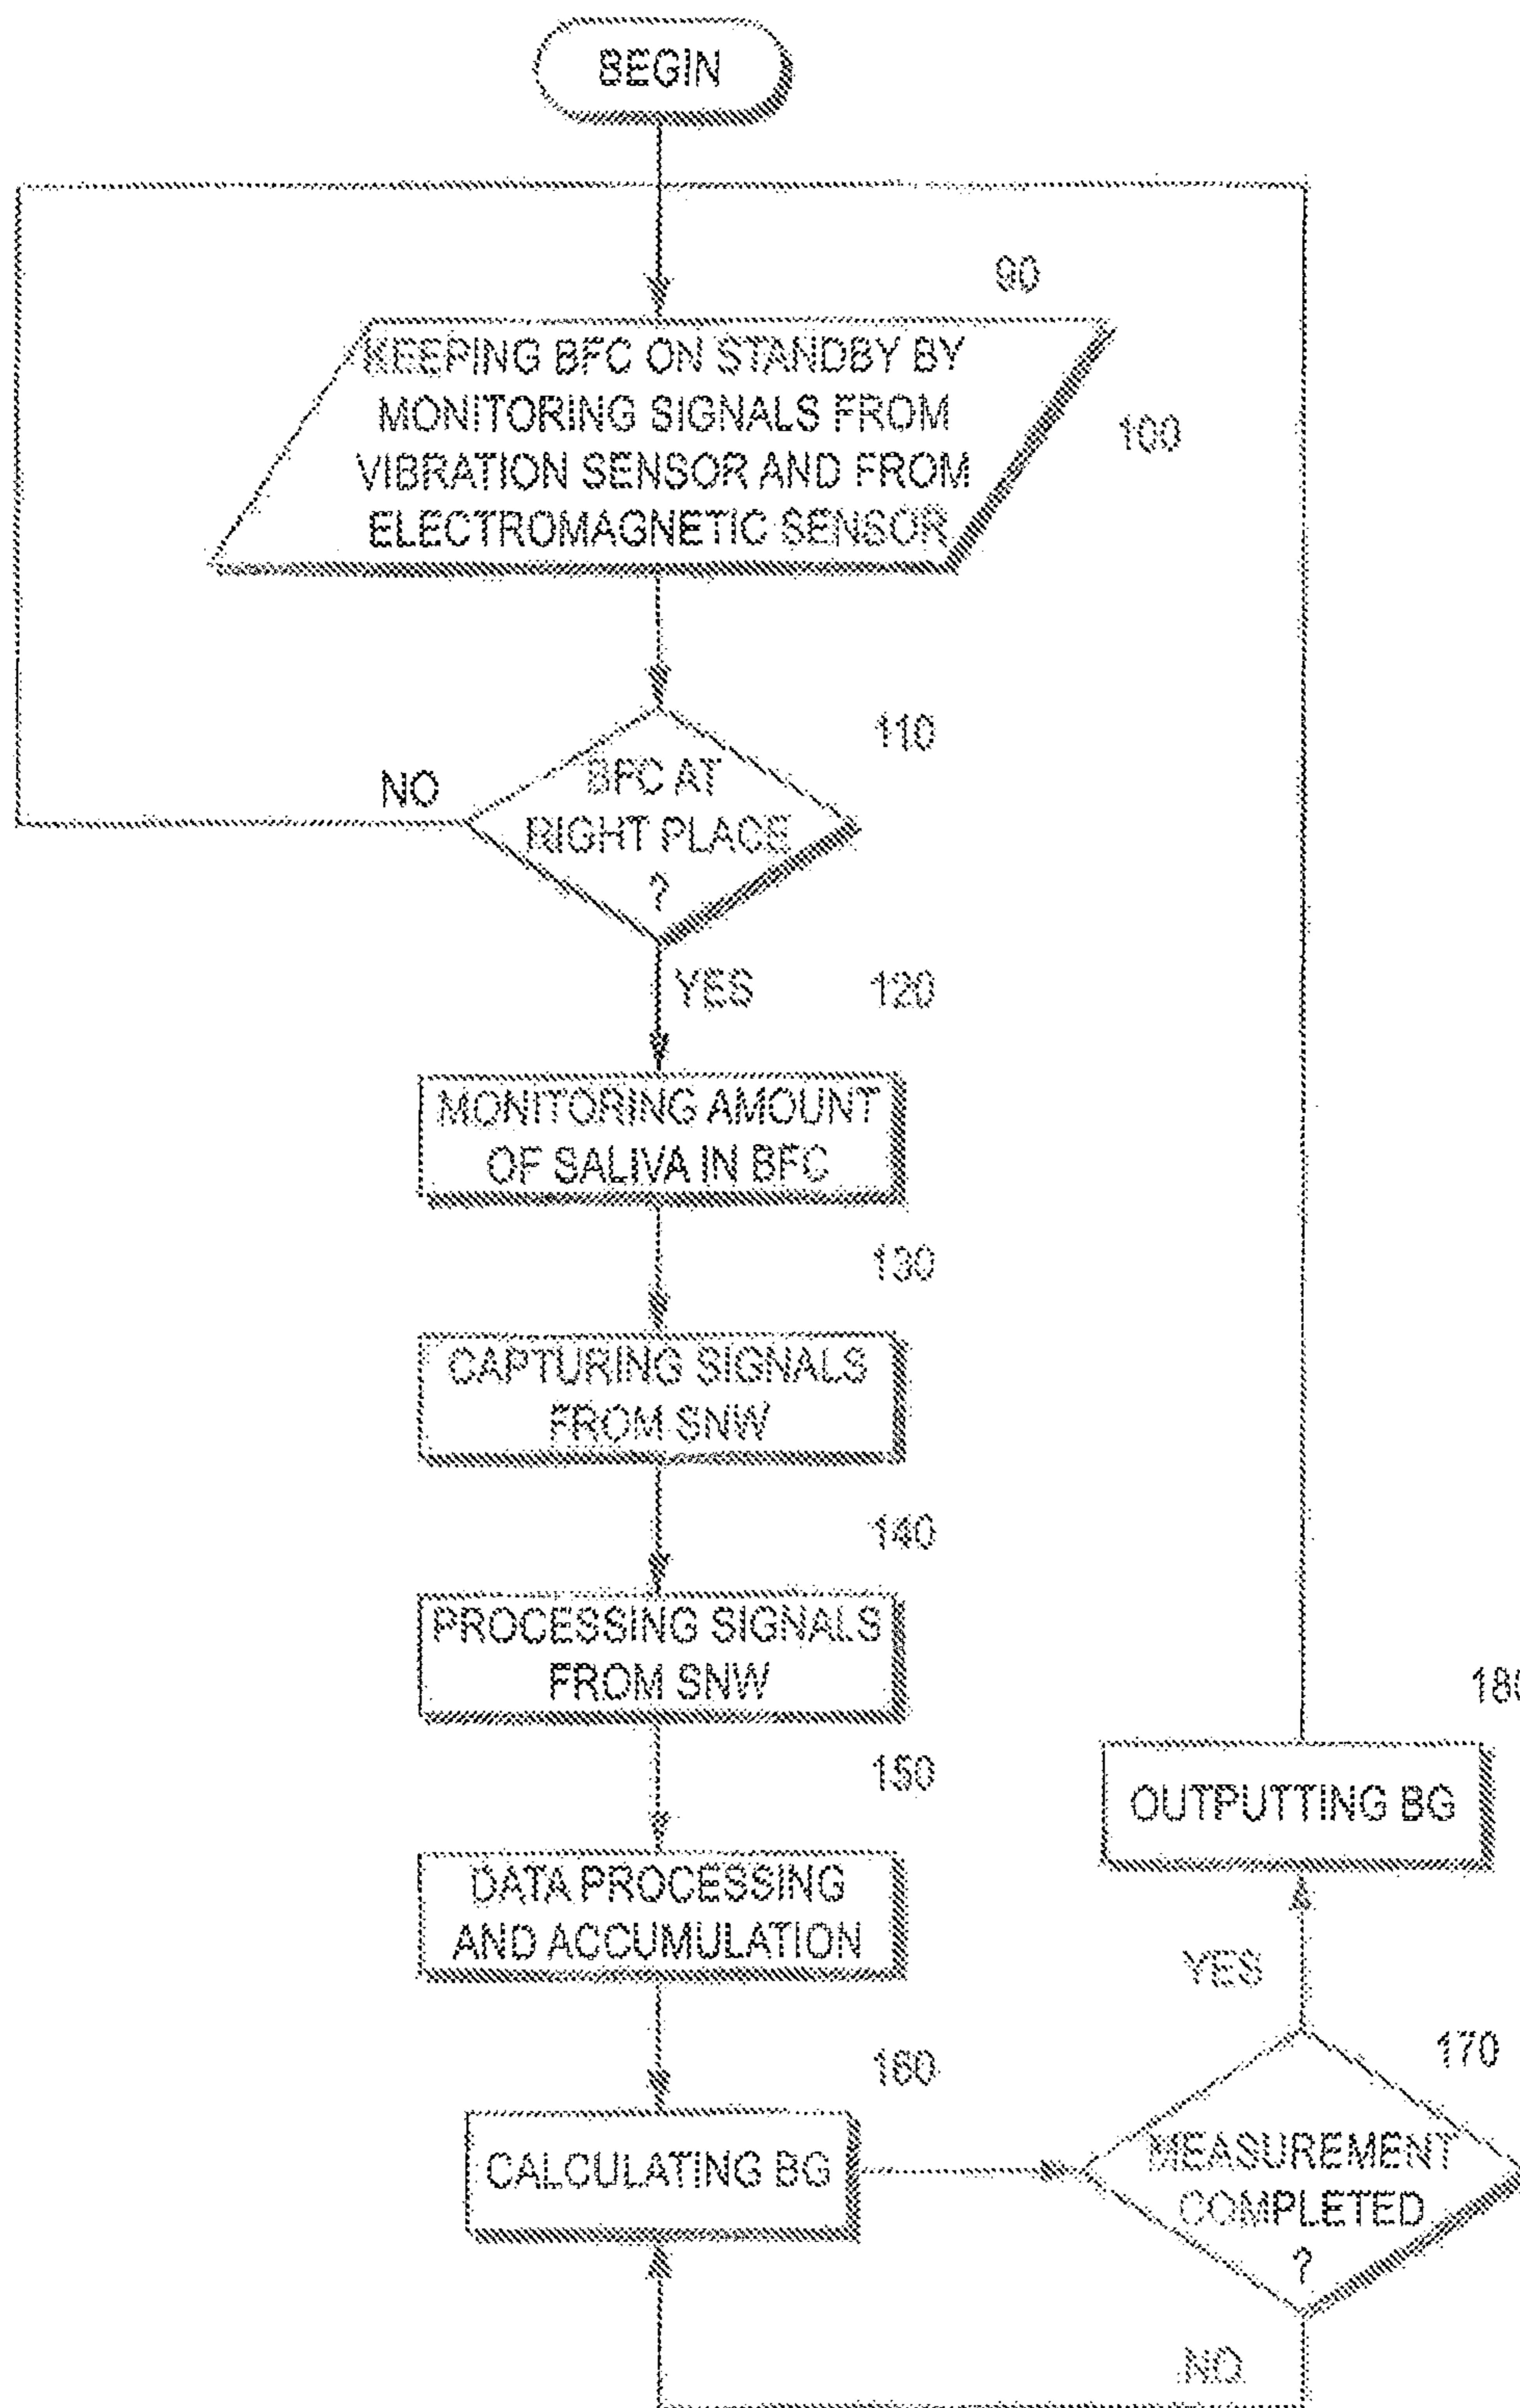 BEGIN
90
KEEPING BFC ON STANDBY BY
MONITORING SIGNALS FROM
VIBRATION SENSOR AND FROM
ELECTROMAGNETIC SENSOR
100
110
BFC AT
RIGHT PLACE
?
NO
YES
120
MONITORING AMOUNT
OF SALIVA IN BFC
130
CAPTURING SIGNALS
FROM SNW
140
PROCESSING SIGNALS
FROM SNW
150
DATA PROCESSING
AND ACCUMULATION
160
CALCULATING BG
170
MEASUREMENT
COMPLETED
?
NO
YES
180
OUTPUTTING BG